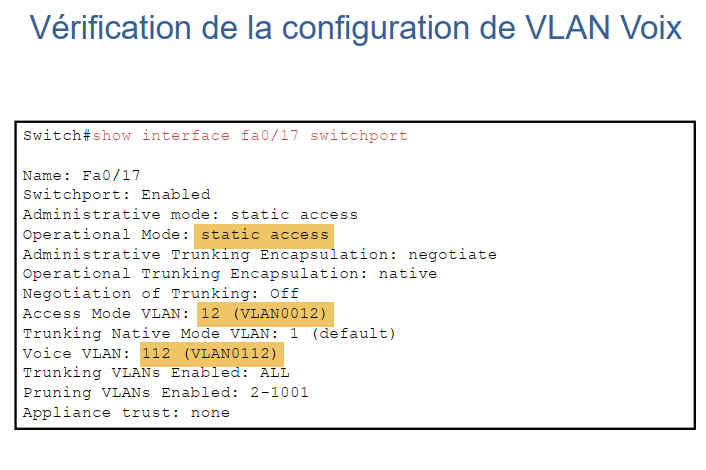 Vérification de la configuration de VLAN Voix
Switch#show interface fa0/17 switchport
Name: Fa0/17
Switchport: Enabled
Administrative mode: static access
Operational Mode: static access
Administrative Trunking Encapsulation: negotiate
Operational Trunking Encapsulation: native
Negotiation of Trunking: Off
Access Mode VLAN: 12 (VLAN0012)
Trunking Native Mode VLAN: 1 (default)
Voice VLAN: 112 (VLAN0112)
Trunking VLANs Enabled: ALL
Pruning VLANs Enabled: 2-1001
Appliance trust: none